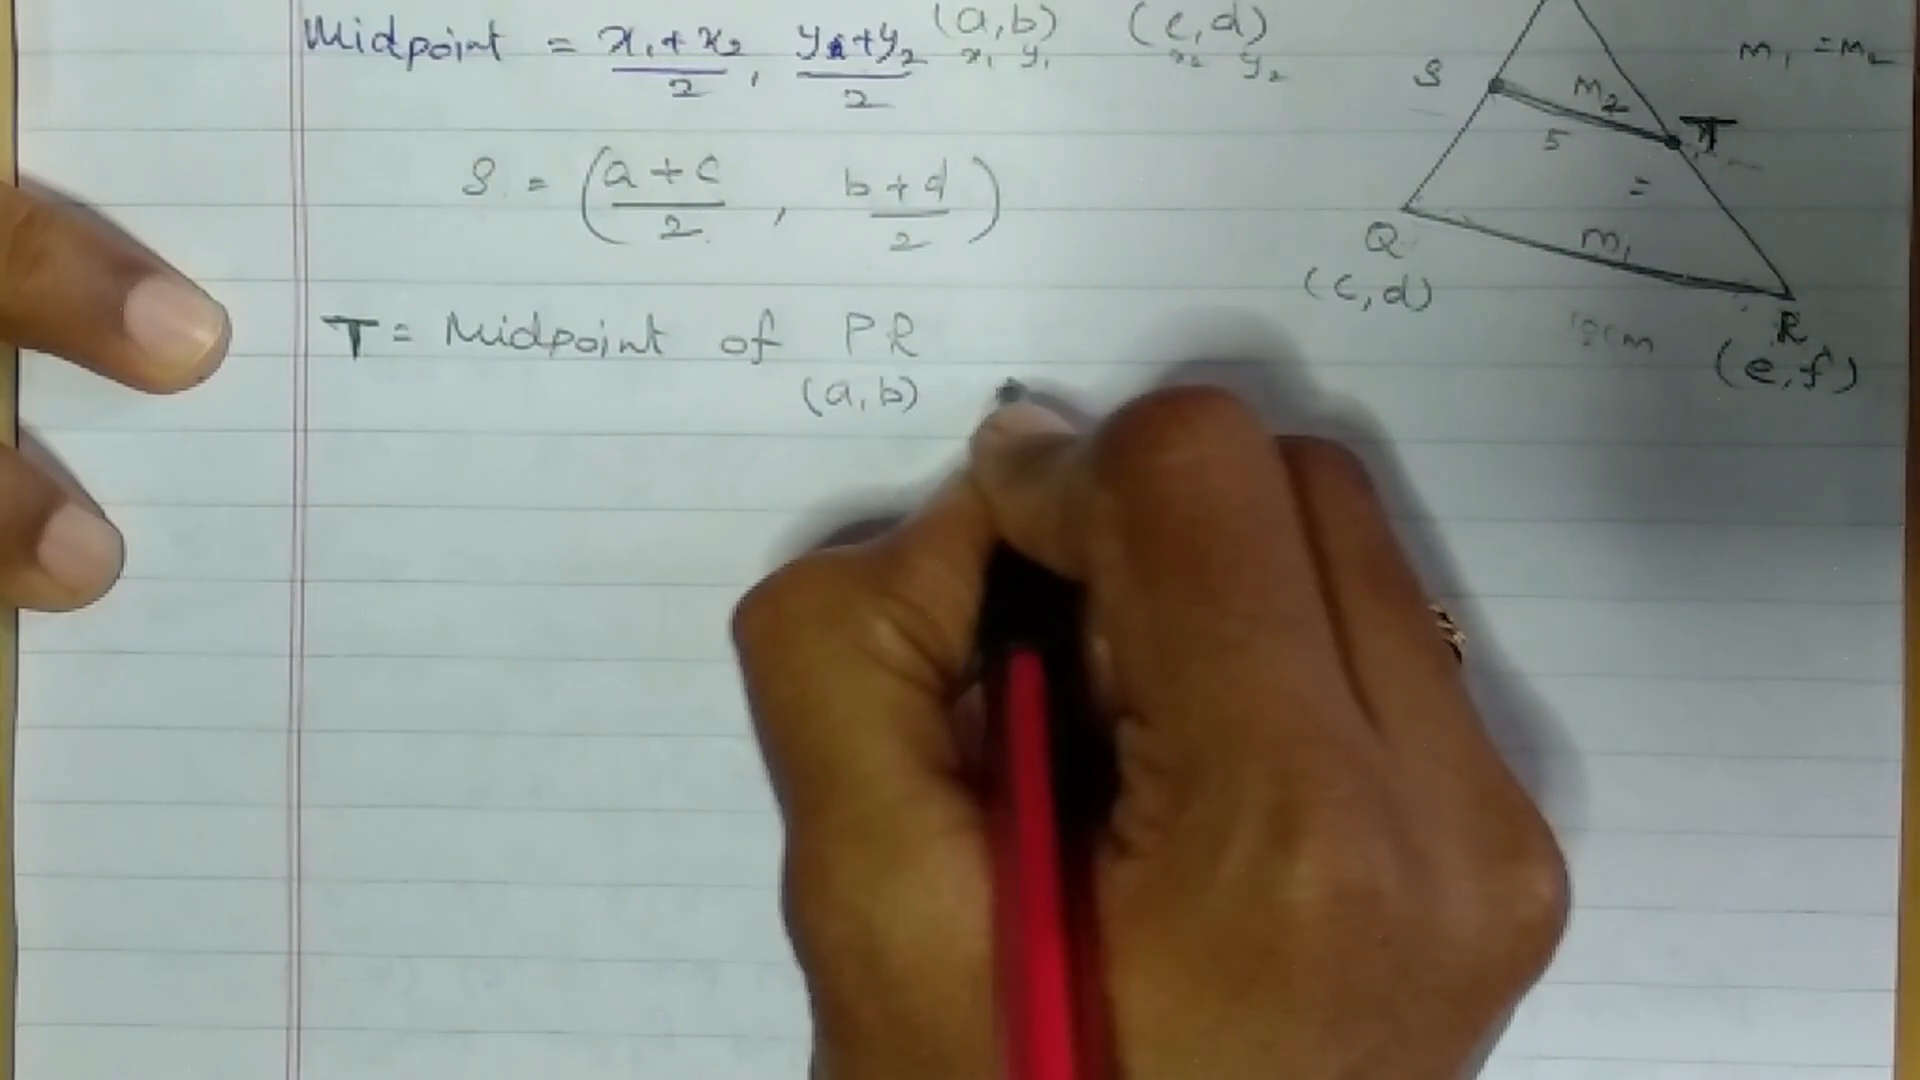 (a,b) (c,d)
Midpoint = x₁+x₂/2 , y₁+y₂/2
x₁ y₁ x₂ y₂
S = (a+c/2 , b+d/2)
T = Midpoint of PR
(a,b)
m₁ = m₂
S
m₂
T
5
=
Q
m₁
(c,d)
10cm
R
(e,f)